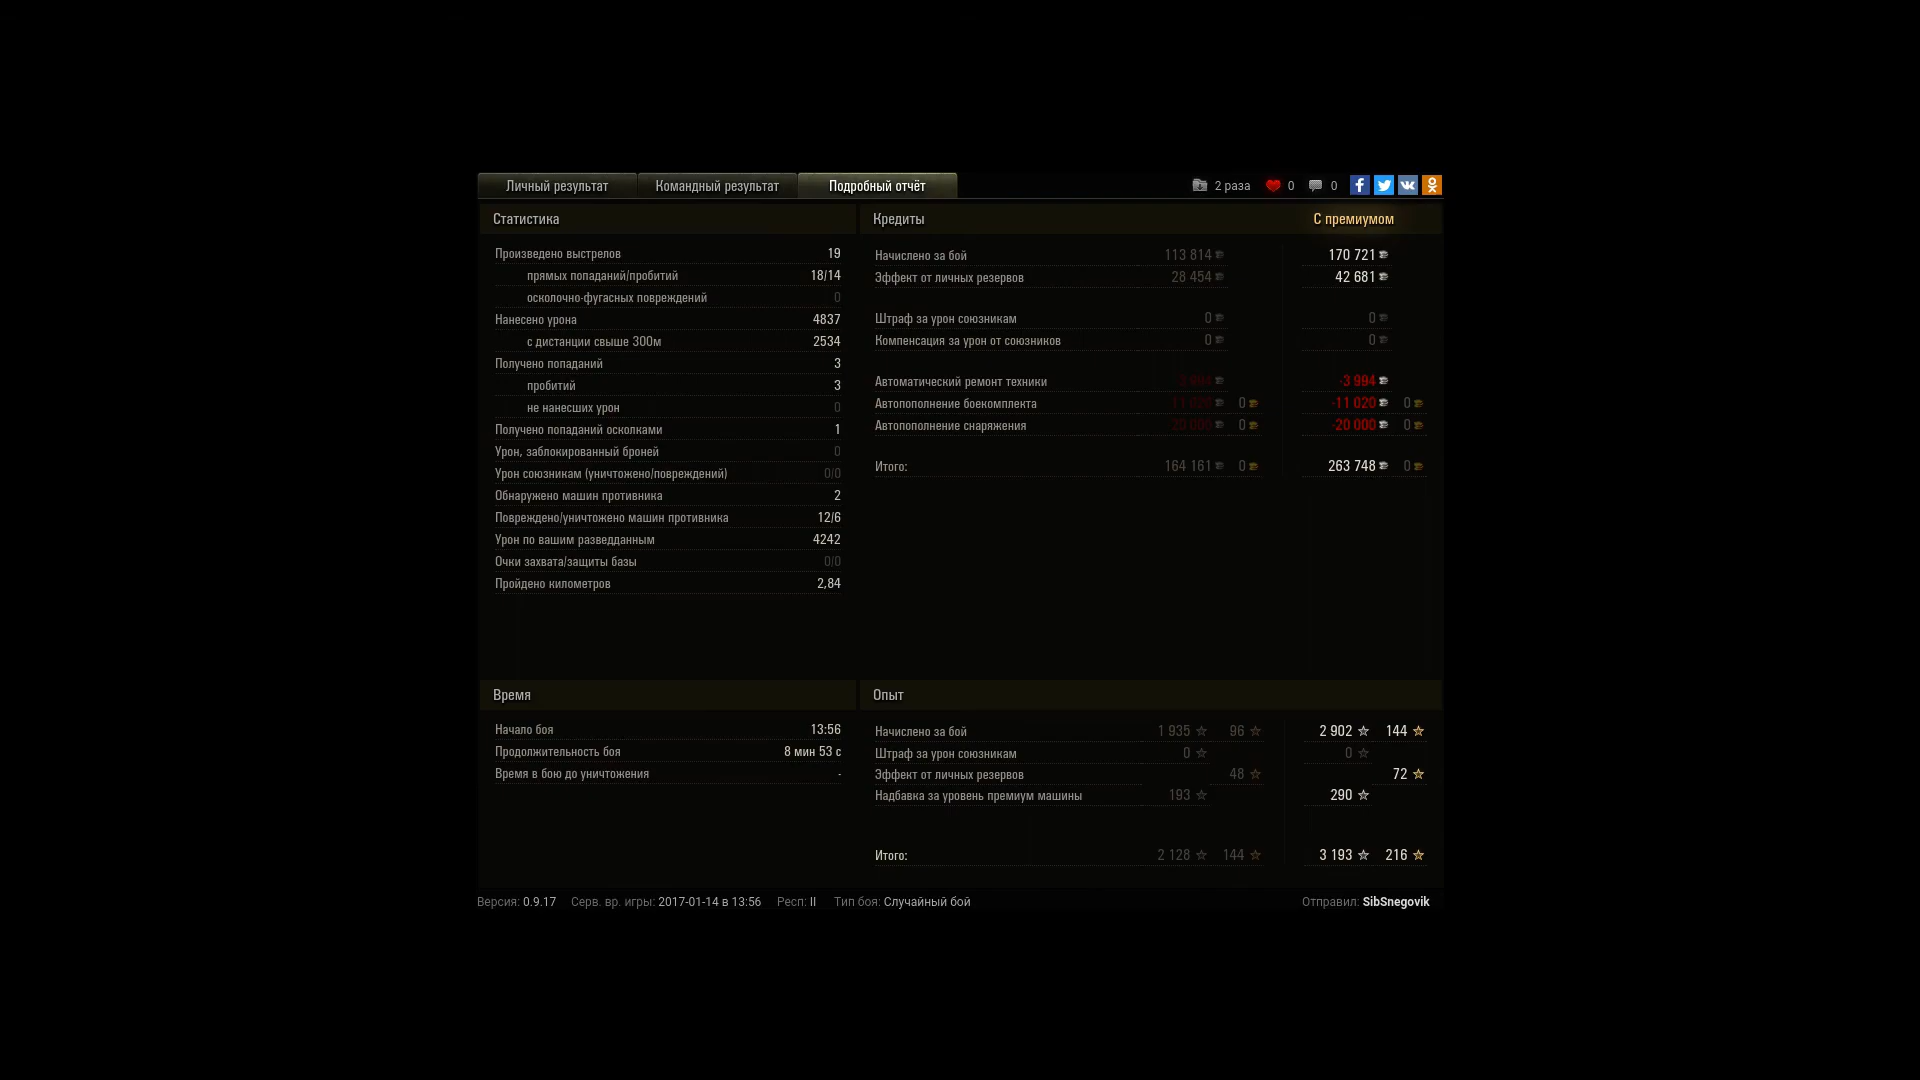 Личный результат Командный результат Подробный отчёт 2 раза 0 0
Статистика
Произведено выстрелов 19
прямых попаданий/пробитий 18/14
осколочно-фугасных повреждений 0
Нанесено урона 4837
с дистанции свыше 300м 2534
Получено попаданий 3
пробитий 3
не нанесших урон 0
Получено попаданий осколками 1
Урон, заблокированный броней 0
Урон союзникам (уничтожено/повреждений) 0/0
Обнаружено машин противника 2
Повреждено/уничтожено машин противника 12/6
Урон по вашим разведданным 4242
Очки захвата/защиты базы 0/0
Пройдено километров 2,84
Кредиты С премиумом
Начислено за бой 113 814 170 721
Эффект от личных резервов 28 454 42 681
Штраф за урон союзникам 0 0
Компенсация за урон от союзников 0 0
Автоматический ремонт техники -3 994 -3 994
Автопополнение боекомплекта -11 020 0 -11 020 0
Автопополнение снаряжения -20 000 0 -20 000 0
Итого: 164 161 0 263 748 0
Время
Начало боя 13:56
Продолжительность боя 8 мин 53 с
Время в бою до уничтожения -
Опыт
Начислено за бой 1 935 96 2 902 144
Штраф за урон союзникам 0 0
Эффект от личных резервов 48 72
Надбавка за уровень премиум машины 193 290
Итого: 2 128 144 3 193 216
Версия: 0.9.17 Серв. вр. игры: 2017-01-14 в 13:56 Респ: II Тип боя: Случайный бой Отправил: SibSnegovik